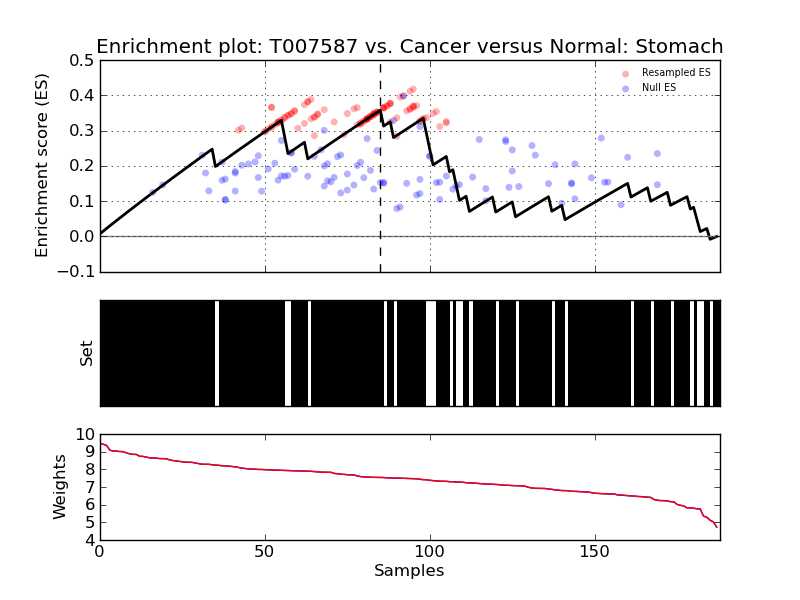 Enrichment plot: T007587 vs. Cancer versus Normal: Stomach
0.5
0.4
0.3
0.2
0.1
0.0
−0.1
Enrichment score (ES)
Resampled ES
Null ES
Set
10
9
8
7
6
5
4
Weights
0 50 100 150
Samples